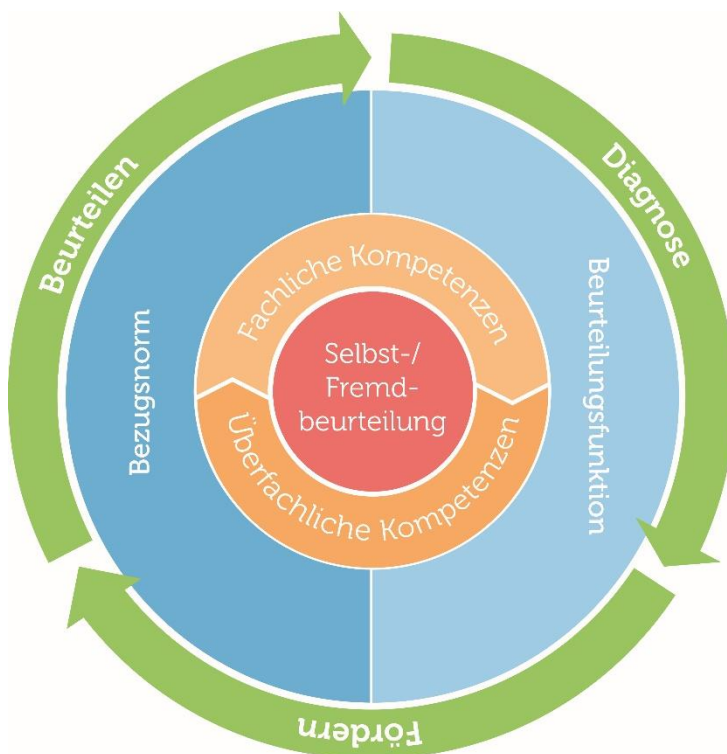 Beurteilen
Diagnose
Fördern
Bezugsnorm
Beurteilungsfunktion
Fachliche Kompetenzen
Überfachliche Kompetenzen
Selbst-/
Fremd-
beurteilung